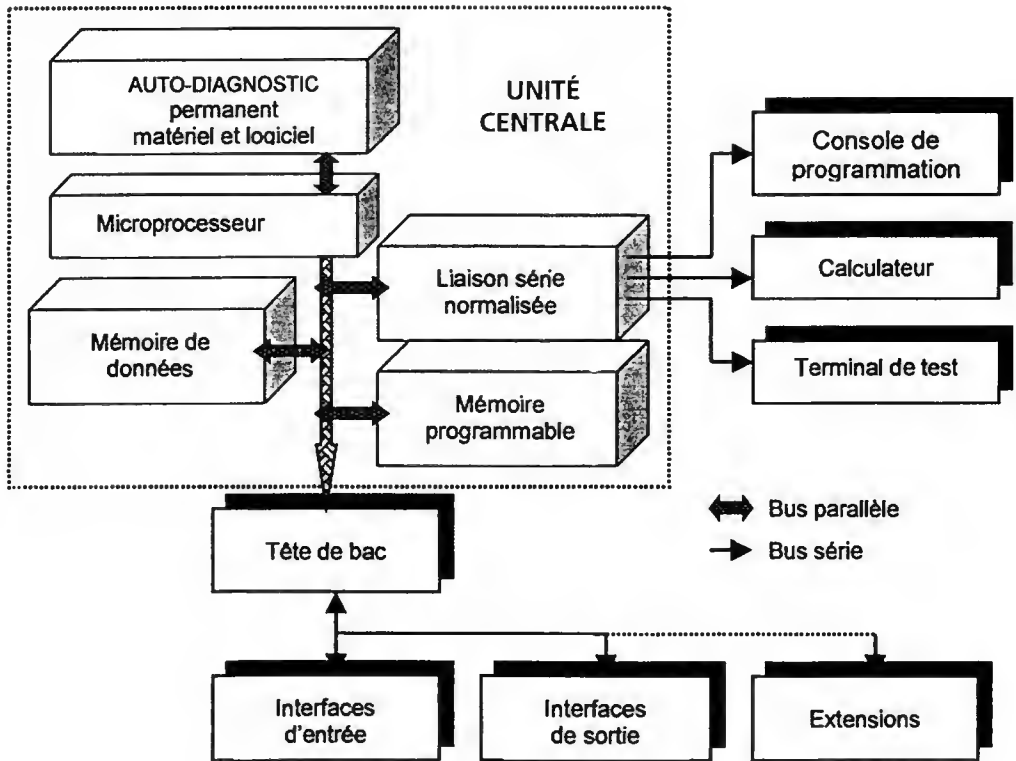 AUTO-DIAGNOSTIC
permanent
matériel et logiciel
UNITÉ
CENTRALE
Console de
programmation
Microprocesseur
Liaison série
normalisée
Calculateur
Mémoire de
données
Terminal de test
Mémoire
programmable
Bus parallèle
Tête de bac
Bus série
Interfaces
d'entrée
Interfaces
de sortie
Extensions